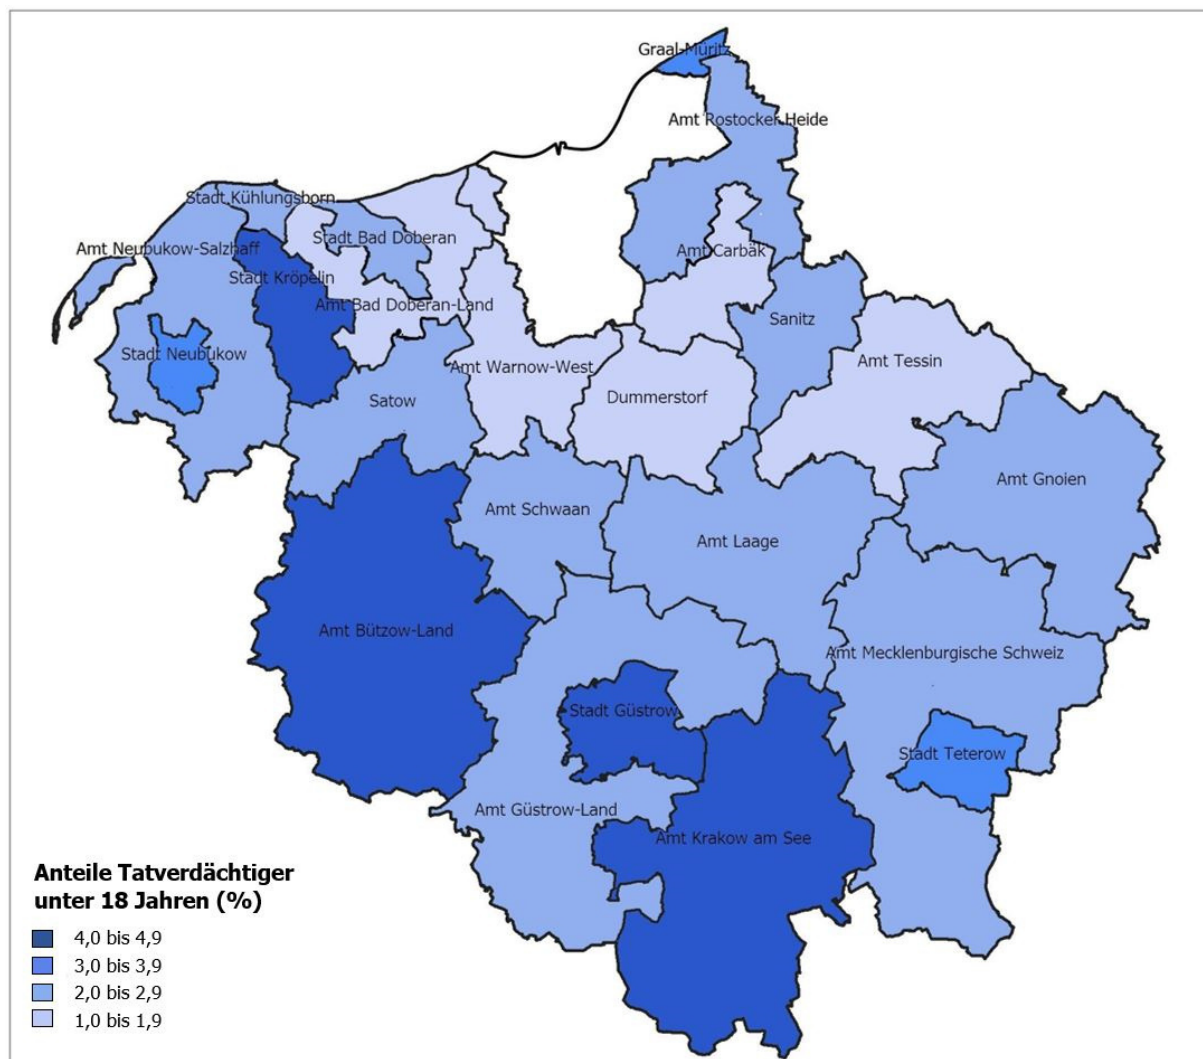 Graal-Müritz
Amt Rostocker Heide
Stadt Kühlungsborn
Stadt Bad Doberan
Amt Neubukow-Salzhaff
Amt Carbäk
Stadt Kröpelin
Amt Bad Doberan-Land
Sanitz
Stadt Neubukow
Amt Tessin
Amt Warnow-West
Satow
Dummerstorf
Amt Gnoien
Amt Schwaan
Amt Laage
Amt Bützow-Land
Amt Mecklenburgische Schweiz
Stadt Güstrow
Stadt Teterow
Amt Güstrow-Land
Amt Krakow am See
Anteile Tatverdächtiger
unter 18 Jahren (%)
4,0 bis 4,9
3,0 bis 3,9
2,0 bis 2,9
1,0 bis 1,9